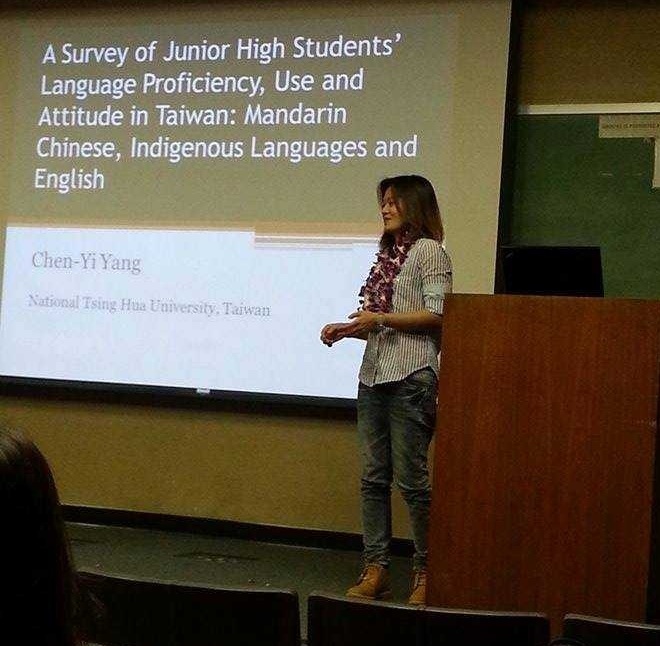 A Survey of Junior High Students’
Language Proficiency, Use and
Attitude in Taiwan: Mandarin
Chinese, Indigenous Languages and
English
Chen-Yi Yang
National Tsing Hua University, Taiwan